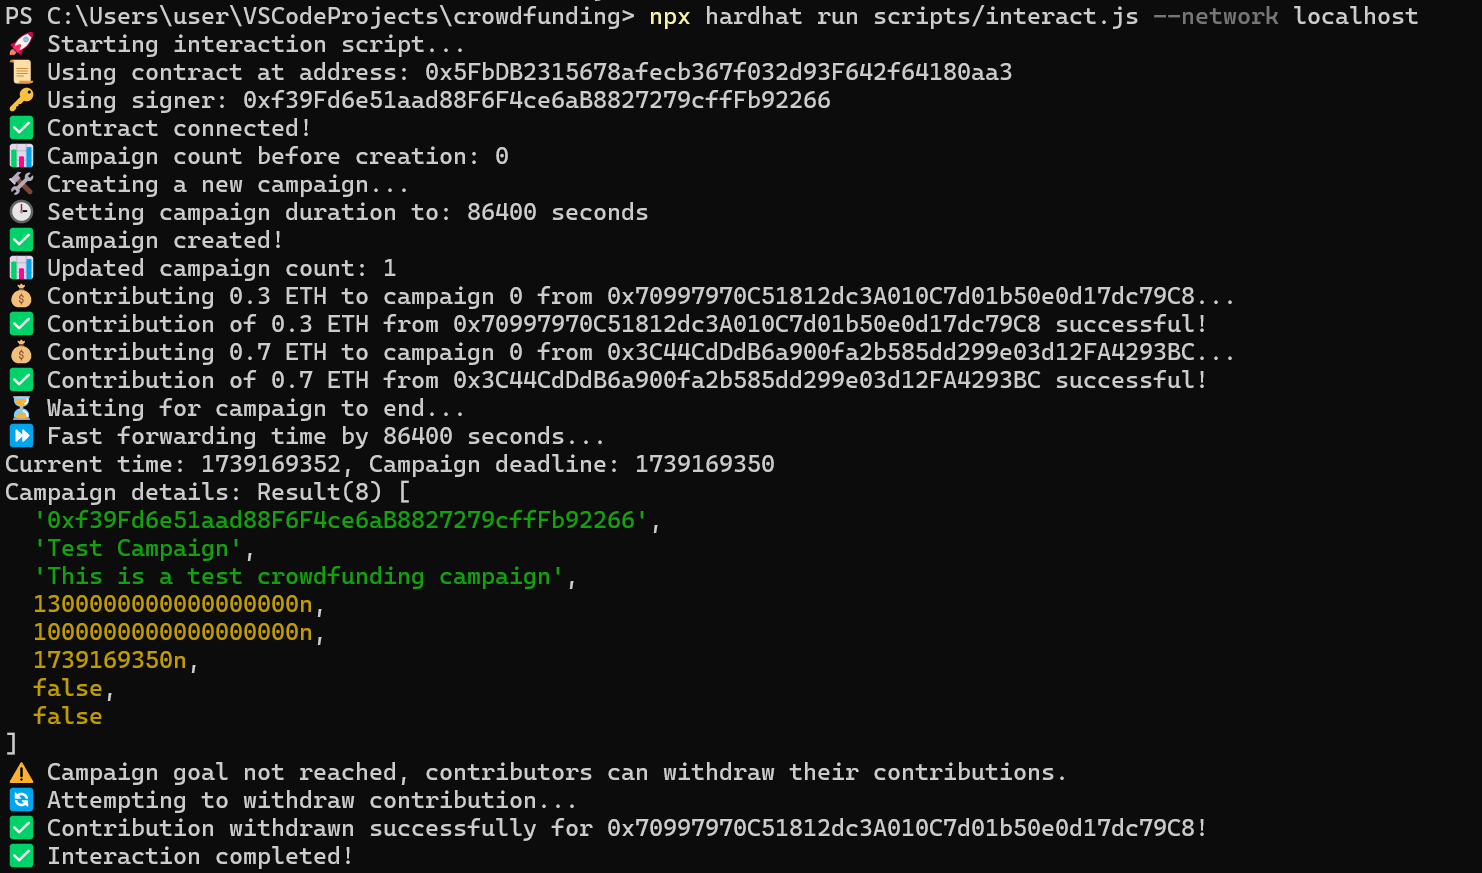 PS C:\Users\user\VSCodeProjects\crowdfunding> npx hardhat run scripts/interact.js --network localhost
🚀 Starting interaction script...
📜 Using contract at address: 0x5FbDB2315678afecb367f032d93F642f64180aa3
🔑 Using signer: 0xf39Fd6e51aad88F6F4ce6aB8827279cffFb92266
✅ Contract connected!
📊 Campaign count before creation: 0
🛠 Creating a new campaign...
🕒 Setting campaign duration to: 86400 seconds
✅ Campaign created!
📊 Updated campaign count: 1
💰 Contributing 0.3 ETH to campaign 0 from 0x70997970C51812dc3A010C7d01b50e0d17dc79C8...
✅ Contribution of 0.3 ETH from 0x70997970C51812dc3A010C7d01b50e0d17dc79C8 successful!
💰 Contributing 0.7 ETH to campaign 0 from 0x3C44CdDdB6a900fa2b585dd299e03d12FA4293BC...
✅ Contribution of 0.7 ETH from 0x3C44CdDdB6a900fa2b585dd299e03d12FA4293BC successful!
⏳ Waiting for campaign to end...
⏩ Fast forwarding time by 86400 seconds...
Current time: 1739169352, Campaign deadline: 1739169350
Campaign details: Result(8) [
  '0xf39Fd6e51aad88F6F4ce6aB8827279cffFb92266',
  'Test Campaign',
  'This is a test crowdfunding campaign',
  1300000000000000000n,
  1000000000000000000n,
  1739169350n,
  false,
  false
]
⚠️ Campaign goal not reached, contributors can withdraw their contributions.
🔄 Attempting to withdraw contribution...
✅ Contribution withdrawn successfully for 0x70997970C51812dc3A010C7d01b50e0d17dc79C8!
✅ Interaction completed!